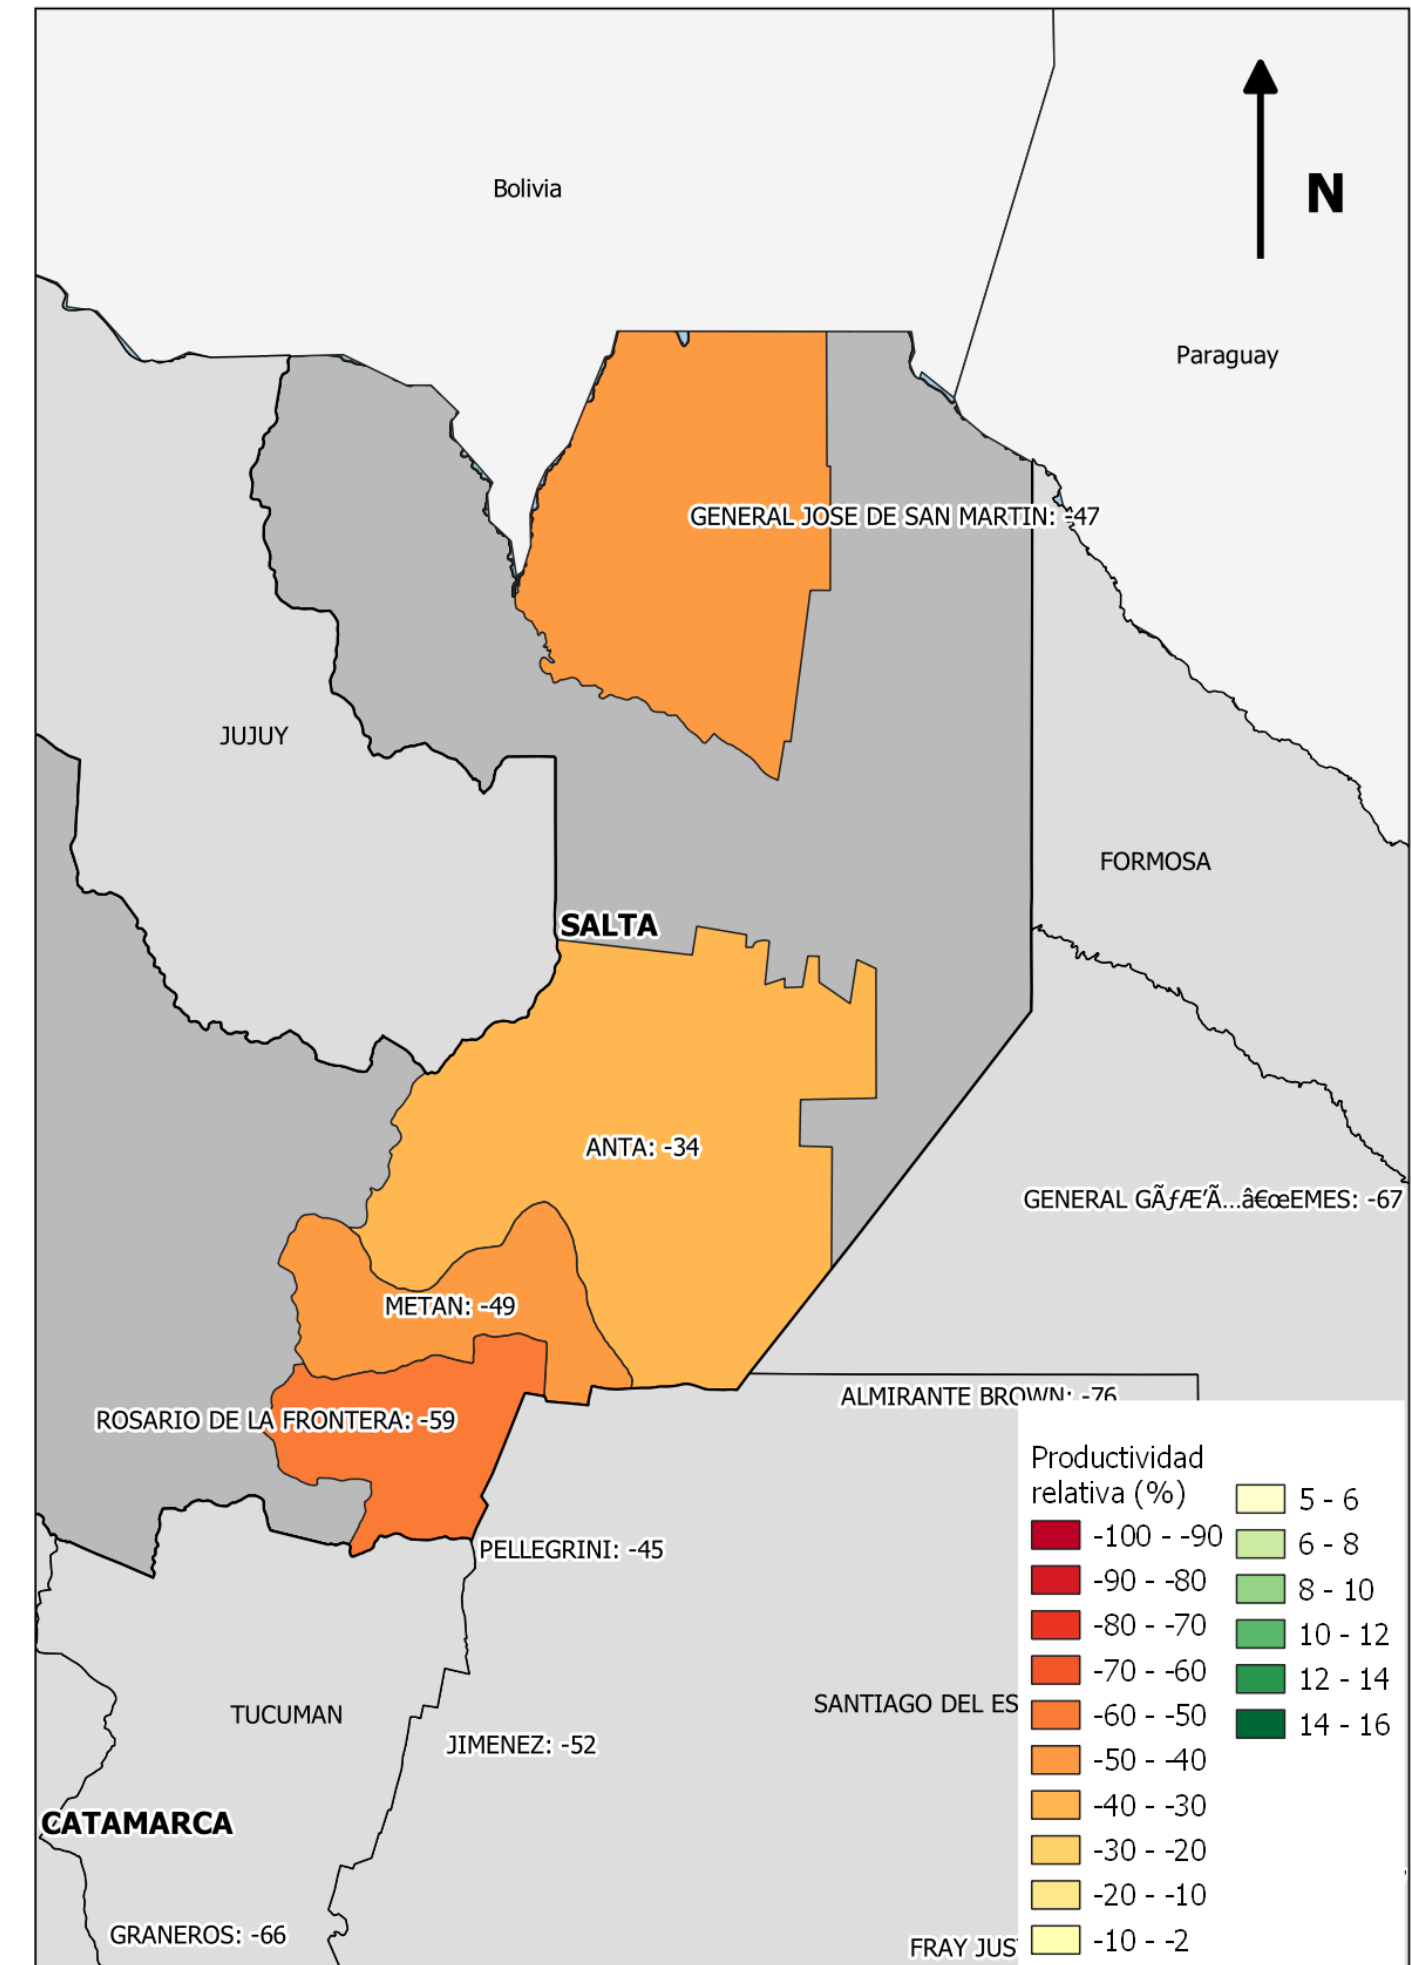 Bolivia
N
Paraguay
GENERAL JOSE DE SAN MARTIN: -47
JUJUY
FORMOSA
SALTA
ANTA: -34
GENERAL GÃƒÆ’Ã…â€œEMES: -67
METAN: -49
ALMIRANTE BROWN: -76
ROSARIO DE LA FRONTERA: -59
PELLEGRINI: -45
SANTIAGO DEL ES
TUCUMAN
JIMENEZ: -52
CATAMARCA
GRANEROS: -66
FRAY JUS
Productividad
relativa (%)
-100 - -90
-90 - -80
-80 - -70
-70 - -60
-60 - -50
-50 - -40
-40 - -30
-30 - -20
-20 - -10
-10 - -2
5 - 6
6 - 8
8 - 10
10 - 12
12 - 14
14 - 16